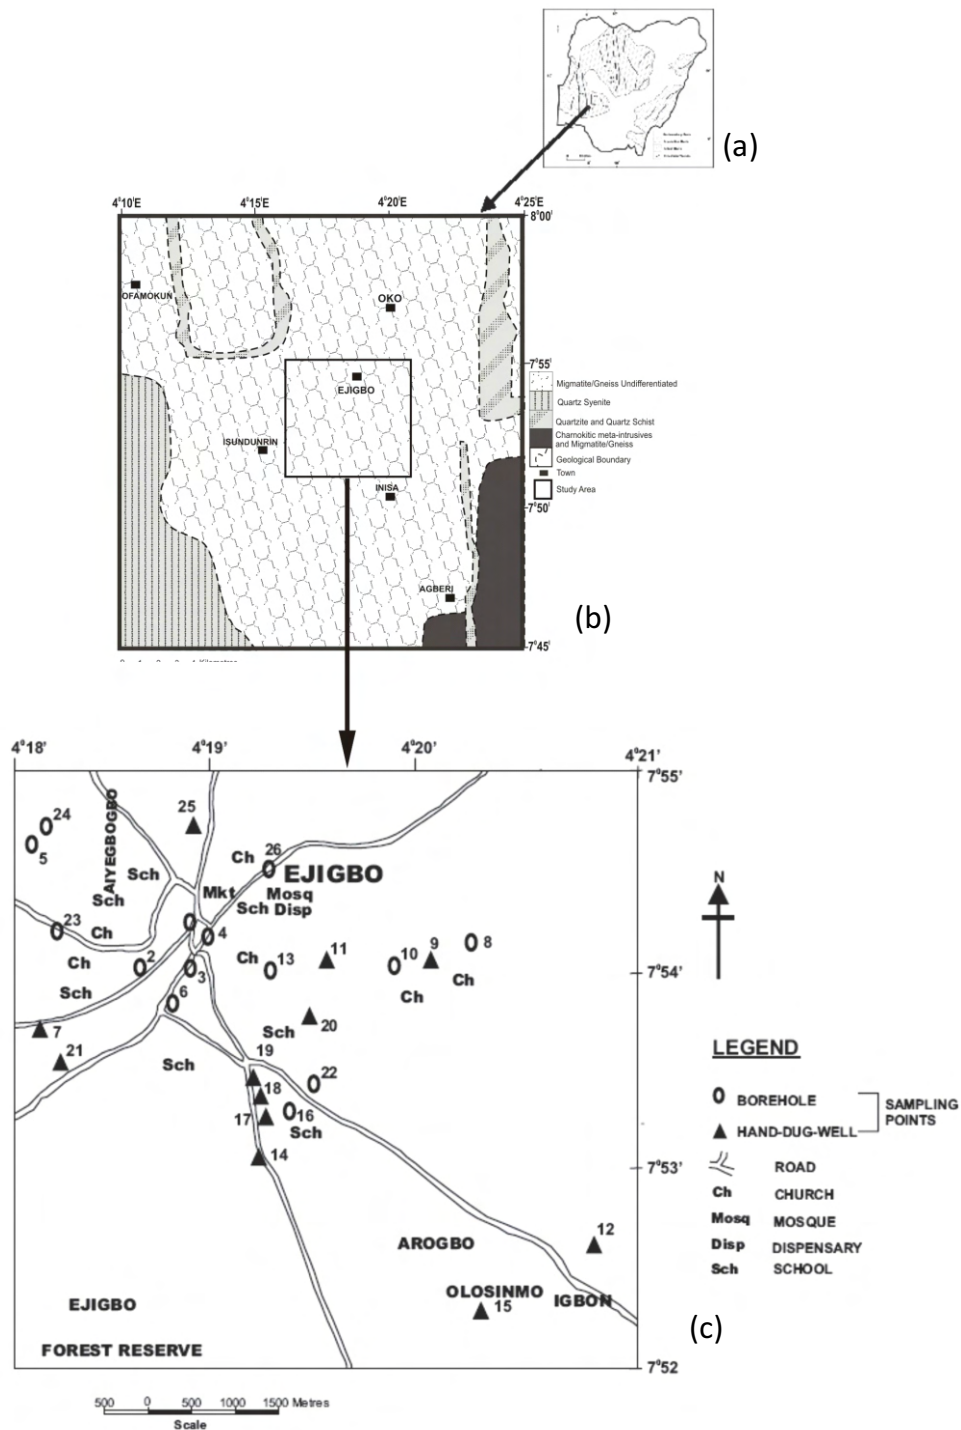 (a)
4°10'E 4°15'E 4°20'E 4°25'E
8°00'
OFAMOKUN
OKO
7°55'
EJIGBO
Migmatite/Gneiss Undifferentiated
Quartz Syenite
Quartzite and Quartz Schist
Charnokitic meta-intrusives
and Migmatite/Gneiss
Geological Boundary
Town
Study Area
ISUNDUNRIN
INISA
7°50'
AGBERI
(b)
7°45'
4°18' 4°19' 4°20' 4°21'
7°55'
24
5
AIYEGBOGBO
25
26
Ch
EJIGBO
Sch
Mkt
Mosq
Sch
Sch Disp
23
Ch
4
Ch
2
3
Ch
13
11
10
9
8
7°54'
Ch
Ch
Sch
6
7
20
Sch
21
Sch
19
22
18
17
16
Sch
14
7°53'
12
AROGBO
OLOSINMO
IGBON
15
EJIGBO
FOREST RESERVE
7°52
(c)
N
LEGEND
BOREHOLE
HAND-DUG-WELL
SAMPLING
POINTS
ROAD
Ch CHURCH
Mosq MOSQUE
Disp DISPENSARY
Sch SCHOOL
500 0 500 1000 1500 Metres
Scale